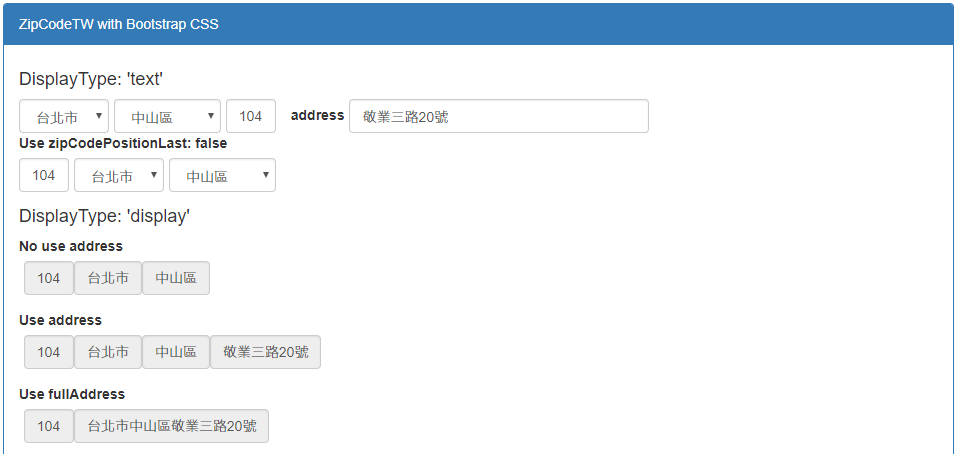 ZipCodeTW with Bootstrap CSS
DisplayType: 'text'
台北市 中山區 104 address 敬業三路20號
Use zipCodePositionLast: false
104 台北市 中山區
DisplayType: 'display'
No use address
104 台北市 中山區
Use address
104 台北市 中山區 敬業三路20號
Use fullAddress
104 台北市中山區敬業三路20號